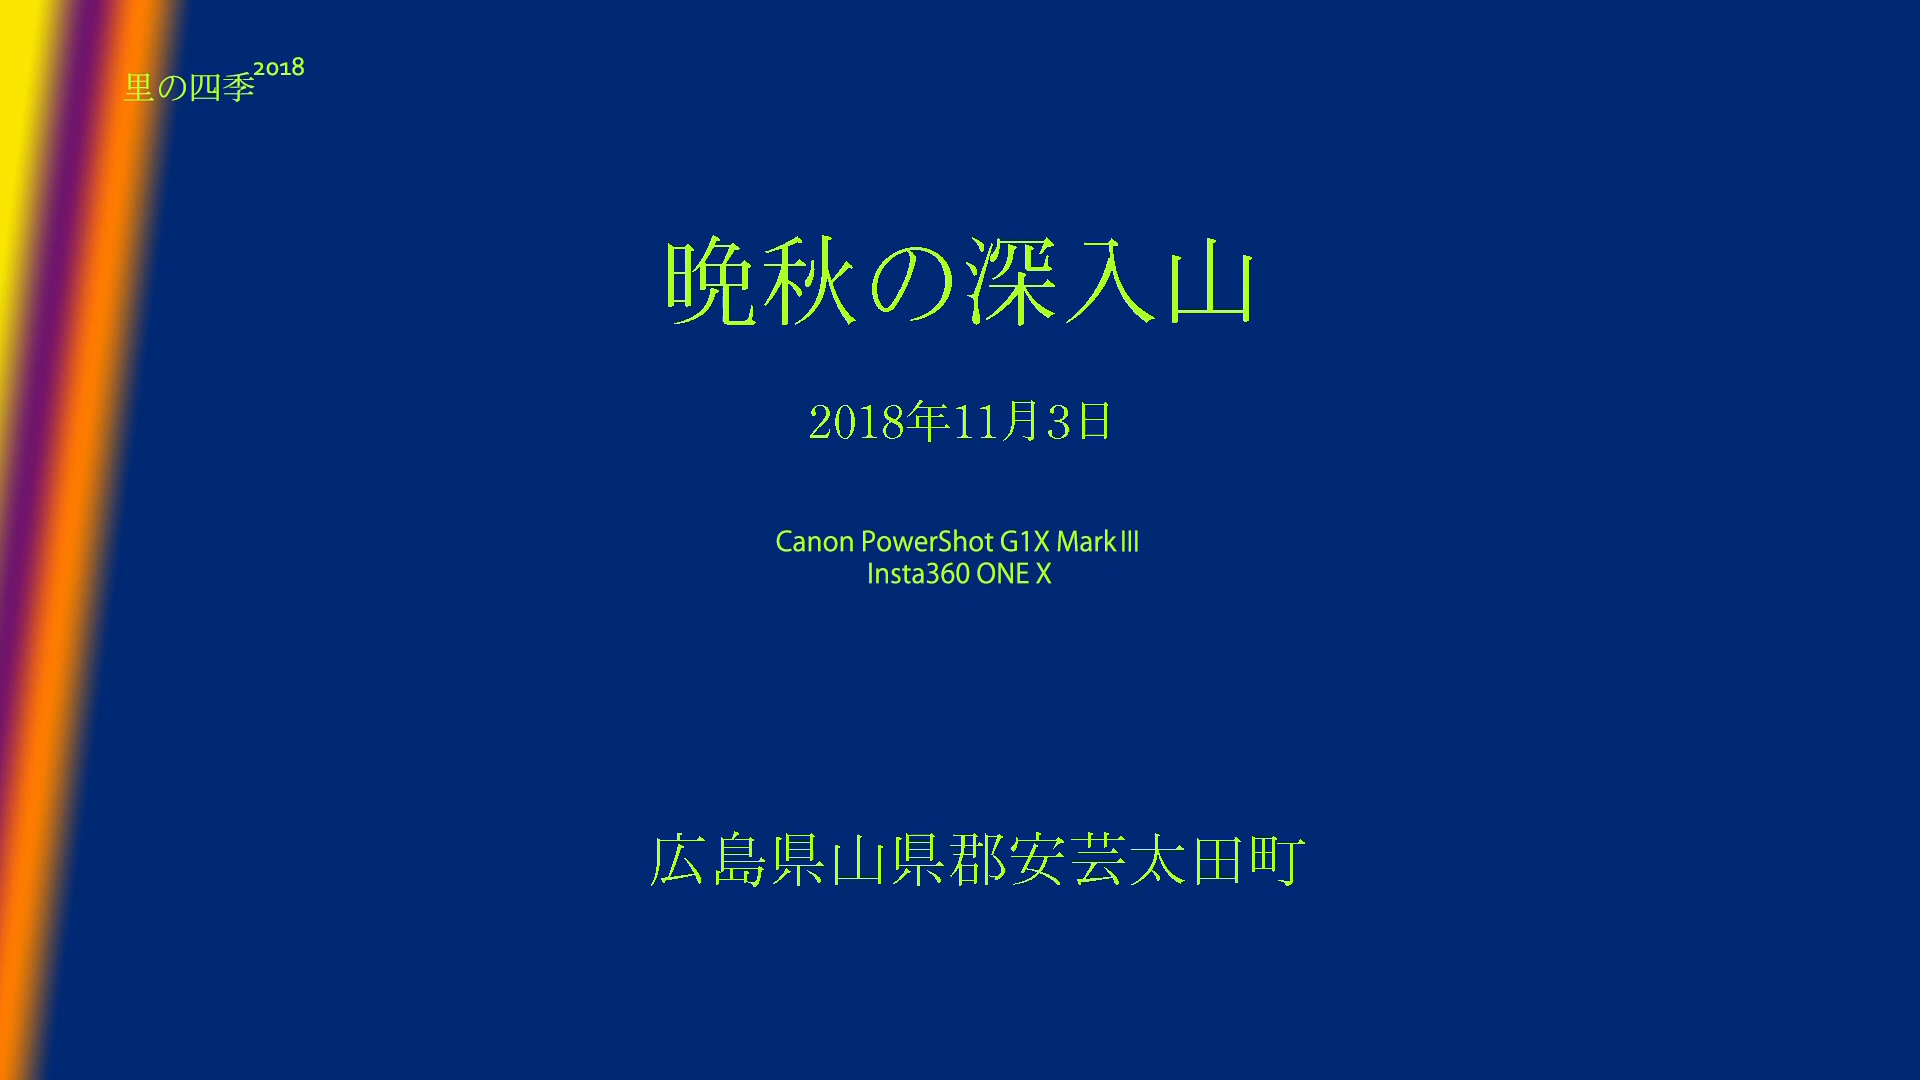 里の四季2018
晩秋の深入山
2018年11月3日
Canon PowerShot G1X MarkⅢ
Insta360 ONE X
広島県山県郡安芸太田町